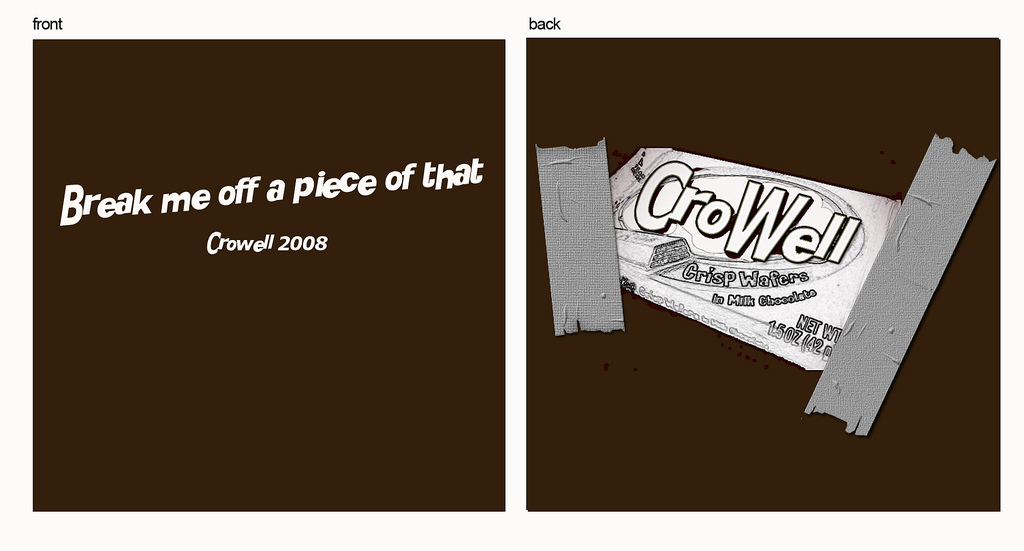 front
back
Break me off a piece of that
Crowell 2008
CroWell
Crisp Wafers
In Milk Chocolate
NET WT
1.5 OZ (42